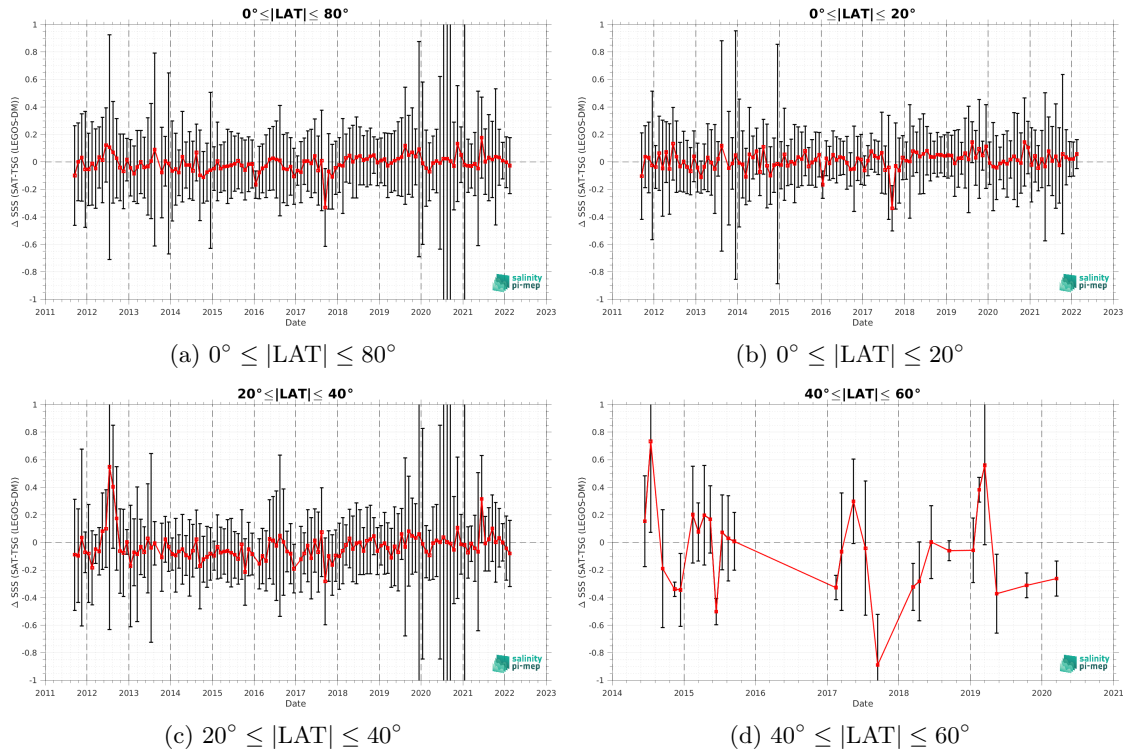 0°≤|LAT|≤ 80°
Δ SSS (SAT-TSG (LEGOS-DM))
1
0.8
0.6
0.4
0.2
0
-0.2
-0.4
-0.6
-0.8
-1
2011 2012 2013 2014 2015 2016 2017 2018 2019 2020 2021 2022 2023
Date
salinity
pi-mep
(a) 0° ≤ |LAT| ≤ 80°
0°≤|LAT|≤ 20°
Δ SSS (SAT-TSG (LEGOS-DM))
1
0.8
0.6
0.4
0.2
0
-0.2
-0.4
-0.6
-0.8
-1
2011 2012 2013 2014 2015 2016 2017 2018 2019 2020 2021 2022 2023
Date
salinity
pi-mep
(b) 0° ≤ |LAT| ≤ 20°
20°≤|LAT|≤ 40°
Δ SSS (SAT-TSG (LEGOS-DM))
1
0.8
0.6
0.4
0.2
0
-0.2
-0.4
-0.6
-0.8
-1
2011 2012 2013 2014 2015 2016 2017 2018 2019 2020 2021 2022 2023
Date
salinity
pi-mep
(c) 20° ≤ |LAT| ≤ 40°
40°≤|LAT|≤ 60°
Δ SSS (SAT-TSG (LEGOS-DM))
1
0.8
0.6
0.4
0.2
0
-0.2
-0.4
-0.6
-0.8
-1
2014 2015 2017 2018 2019 2020 2021
Date
salinity
pi-mep
(d) 40° ≤ |LAT| ≤ 60°